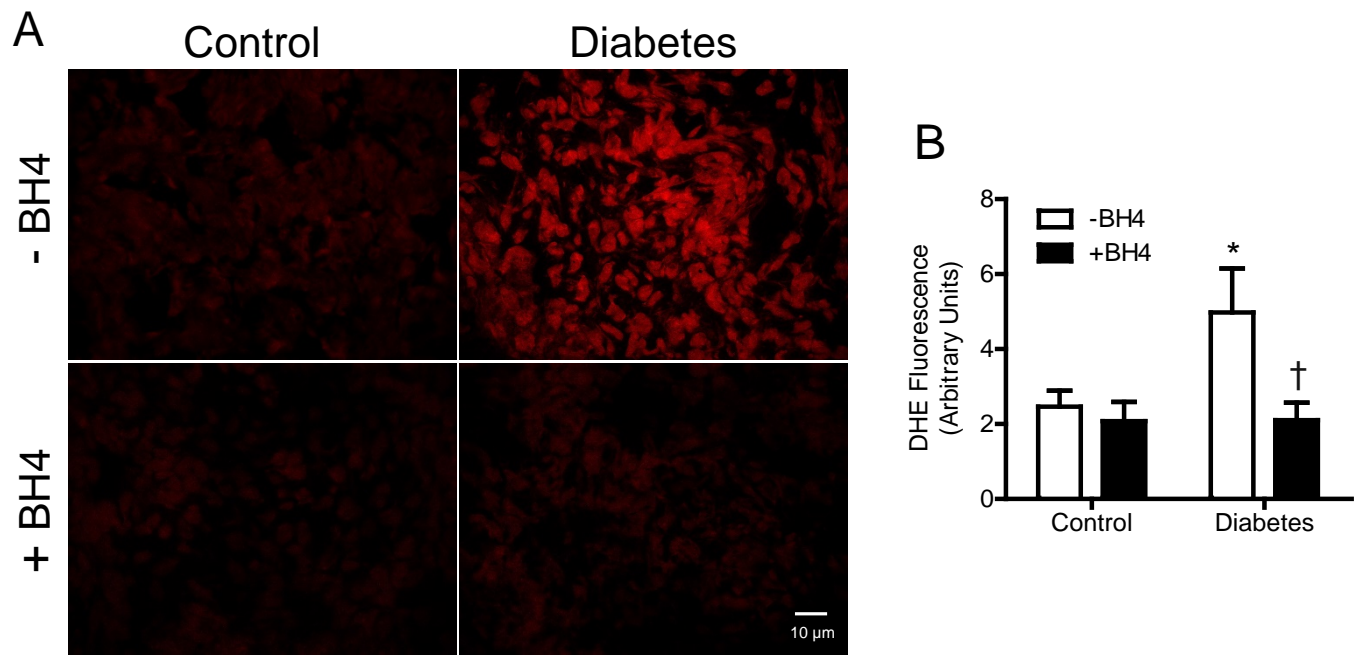 A
Control
Diabetes
- BH4
+ BH4
10 µm
B
DHE Fluorescence
(Arbitrary Units)
8
6
4
2
0
-BH4
+BH4
*
†
Control
Diabetes